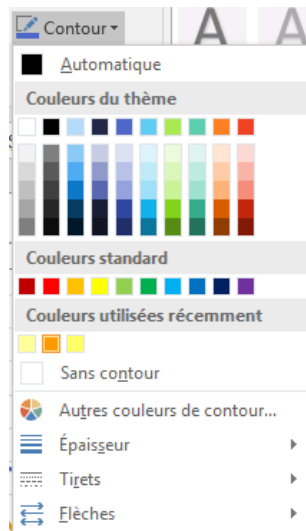 Contour
A A
Automatique
Couleurs du thème
Couleurs standard
Couleurs utilisées récemment
Sans contour
Autres couleurs de contour...
Épaisseur
Tirets
Flèches